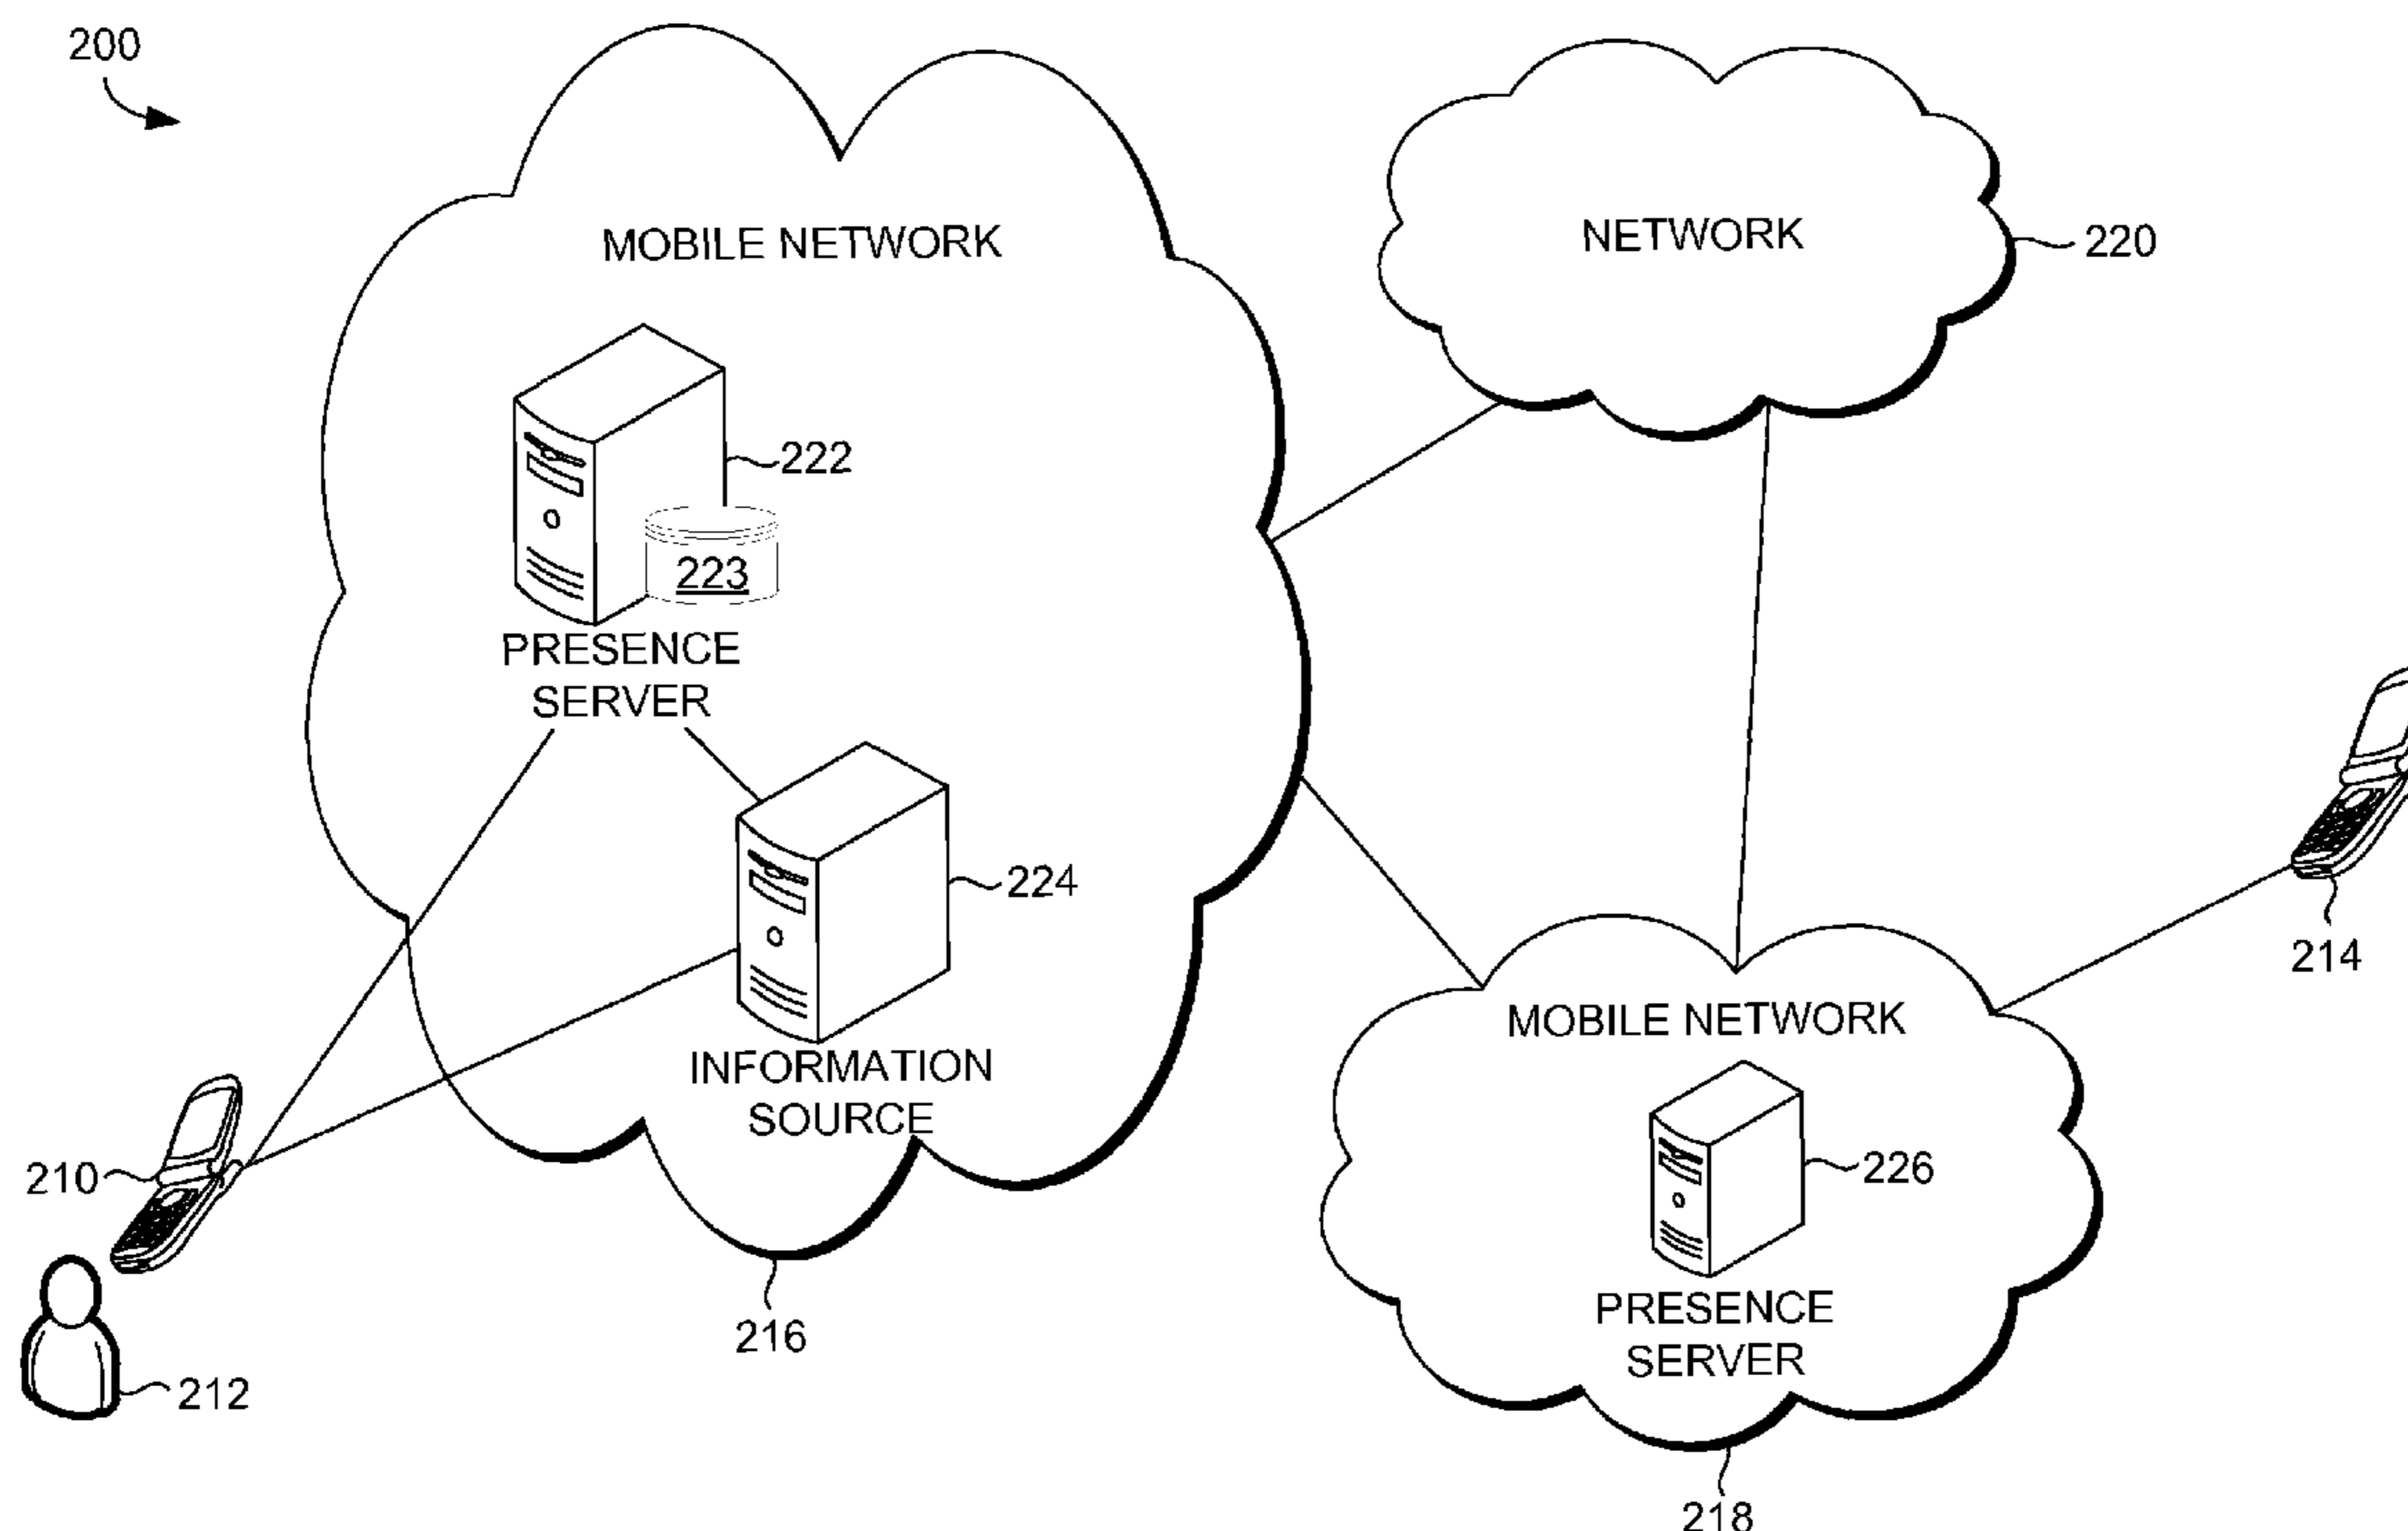 200
MOBILE NETWORK
NETWORK
220
222
223
PRESENCE
SERVER
224
INFORMATION
SOURCE
214
MOBILE NETWORK
210
226
PRESENCE
SERVER
216
212
218